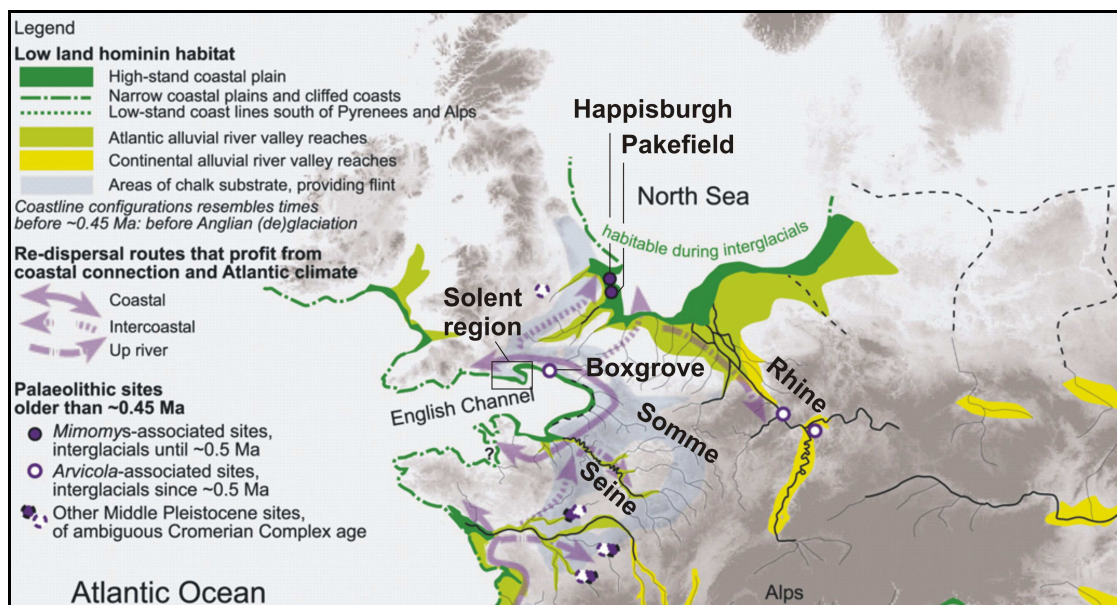 Legend
Low land hominin habitat
High-stand coastal plain
Narrow coastal plains and cliffed coasts
Low-stand coast lines south of Pyrenees and Alps
Atlantic alluvial river valley reaches
Continental alluvial river valley reaches
Areas of chalk substrate, providing flint
Coastline configurations resembles times
before ~0.45 Ma: before Anglian (de)glaciation
Re-dispersal routes that profit from
coastal connection and Atlantic climate
Coastal
Intercoastal
Up river
Palaeolithic sites
older than ~0.45 Ma
Mimomys-associated sites,
interglacials until ~0.5 Ma
Arvicola-associated sites,
interglacials since ~0.5 Ma
Other Middle Pleistocene sites,
of ambiguous Cromerian Complex age
Happisburgh
Pakefield
North Sea
habitable during interglacials
Solent
region
Boxgrove
English Channel
Rhine
Somme
Seine
?
Atlantic Ocean
Alps